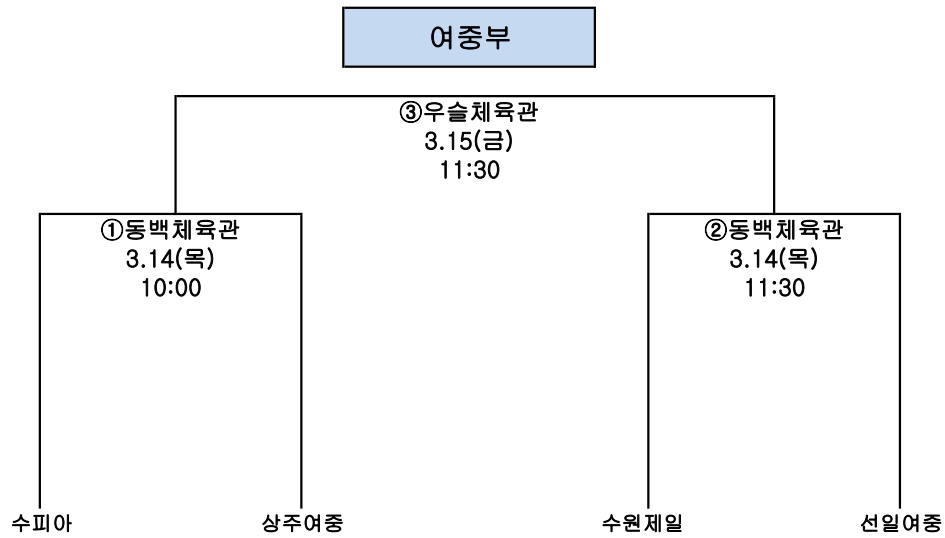 여중부
③우슬체육관
3.15(금)
11:30
①동백체육관
3.14(목)
10:00
②동백체육관
3.14(목)
11:30
수피아
상주여중
수원제일
선일여중